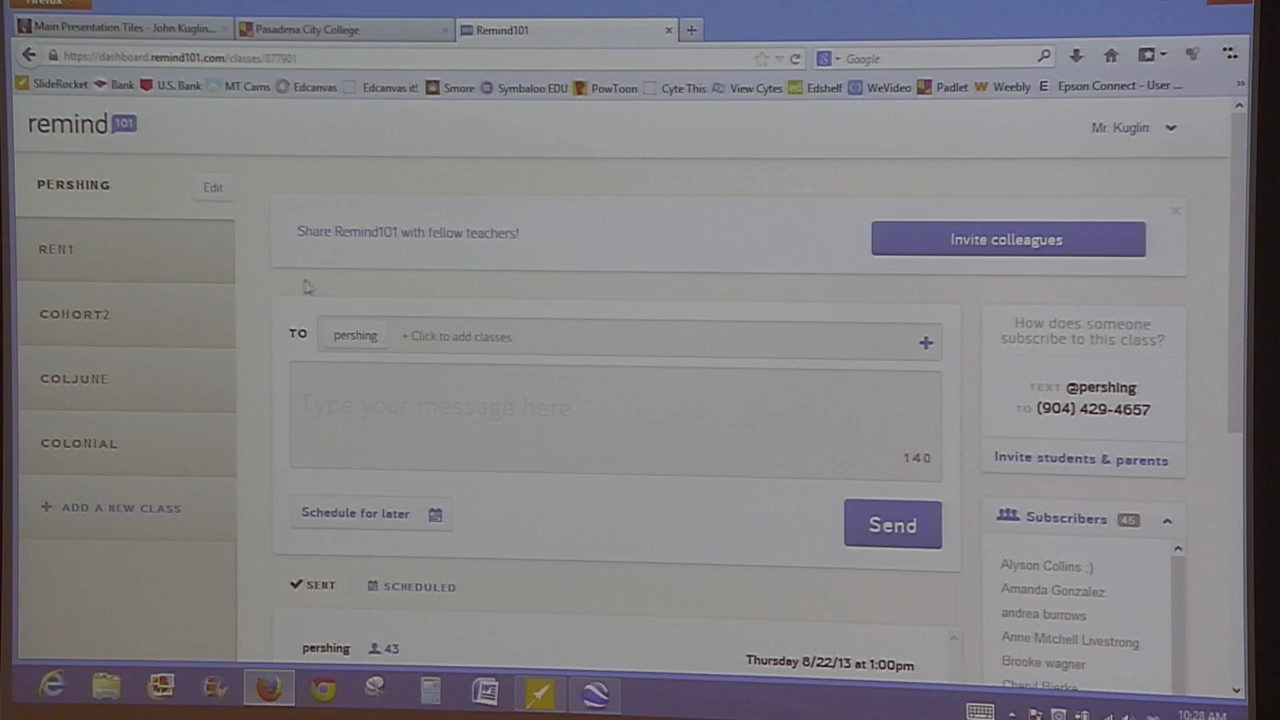 Firefox
Main Presentation Tiles - John Kuglin...
Pasadena City College
Remind101
https://dashboard.remind101.com/classes/877901
Google
SlideRocket Bank U.S. Bank MT Cams Edcanvas Edcanvas it! Smore Symbaloo EDU PowToon Cyte This View Cytes Edshelf WeVideo Padlet Weebly Epson Connect - User ...
remind 101
Mr. Kuglin
PERSHING
Edit
REN1
COHORT2
COLJUNE
COLONIAL
+ ADD A NEW CLASS
Share Remind101 with fellow teachers!
Invite colleagues
TO pershing + Click to add classes
Type your message here
140
Schedule for later
Send
SENT
SCHEDULED
pershing 43
Thursday 8/22/13 at 1:00pm
How does someone
subscribe to this class?
TEXT @pershing
TO (904) 429-4657
Invite students & parents
Subscribers 45
Alyson Collins ;)
Amanda Gonzalez
andrea burrows
Anne Mitchell Livestrong
Brooke wagner
10:28 AM